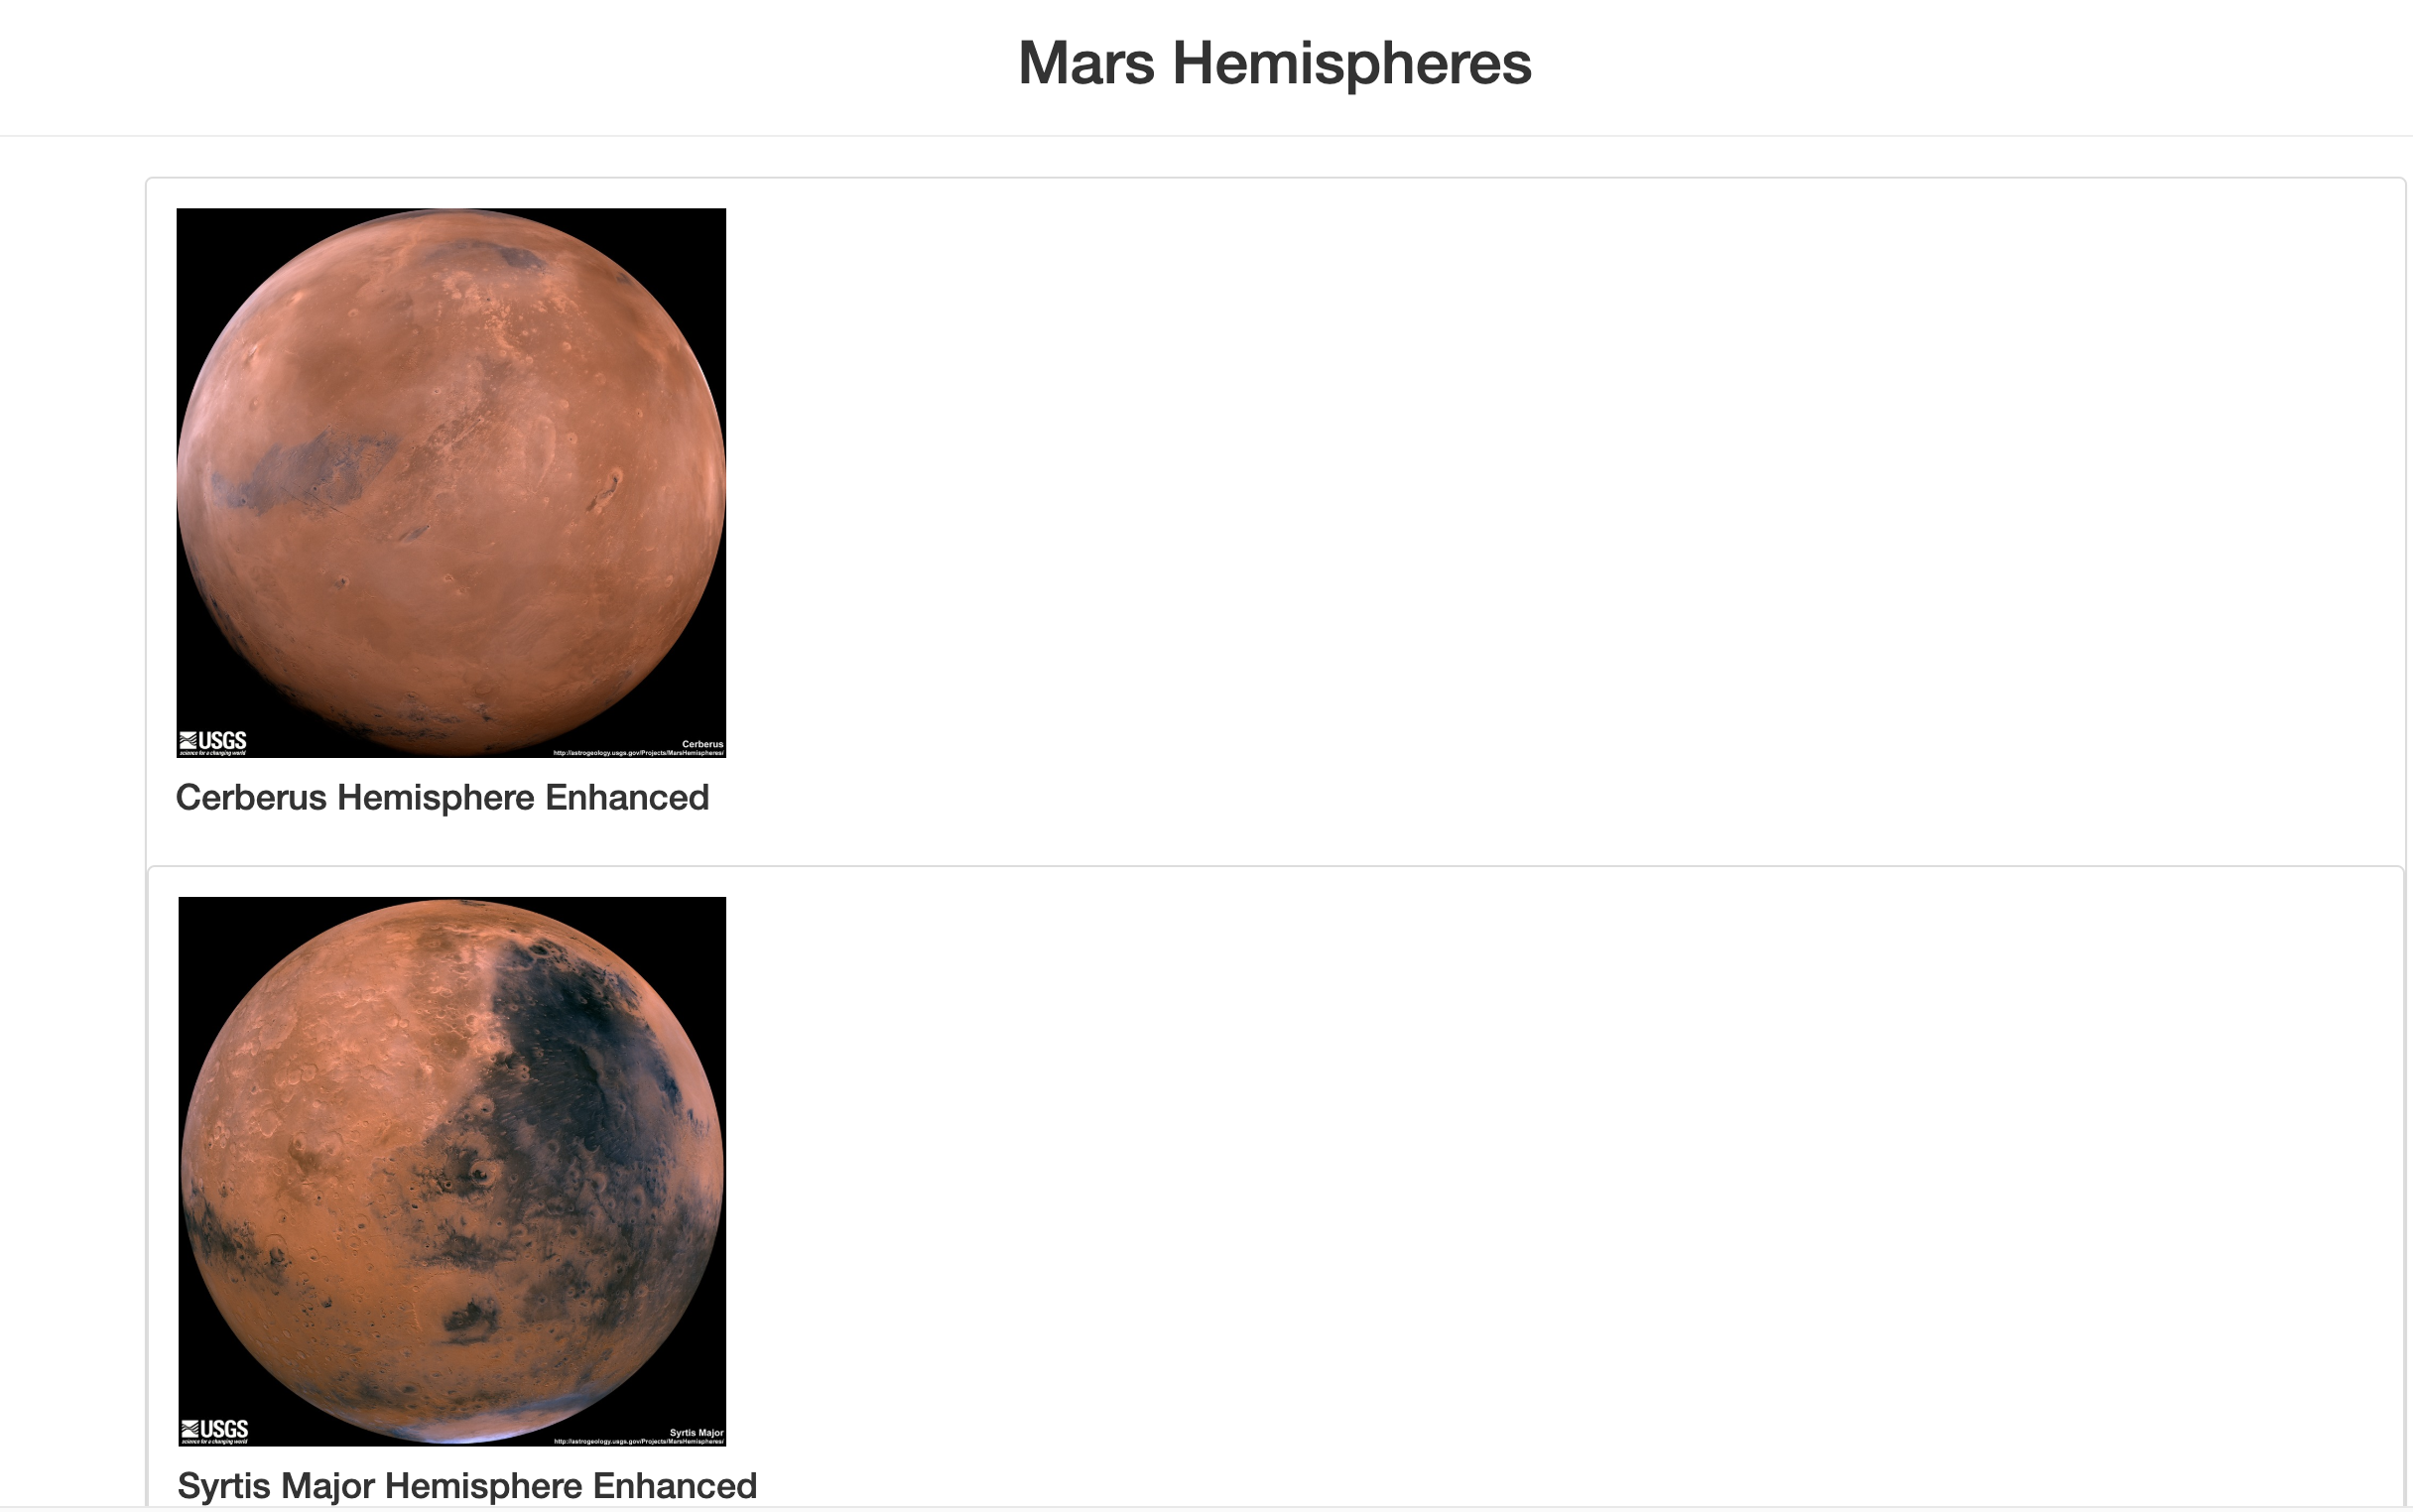 Mars Hemispheres
USGS
science for a changing world
Cerberus
http://astrogeology.usgs.gov/Projects/MarsHemispheres/
Cerberus Hemisphere Enhanced
USGS
science for a changing world
Syrtis Major
http://astrogeology.usgs.gov/Projects/MarsHemispheres/
Syrtis Major Hemisphere Enhanced